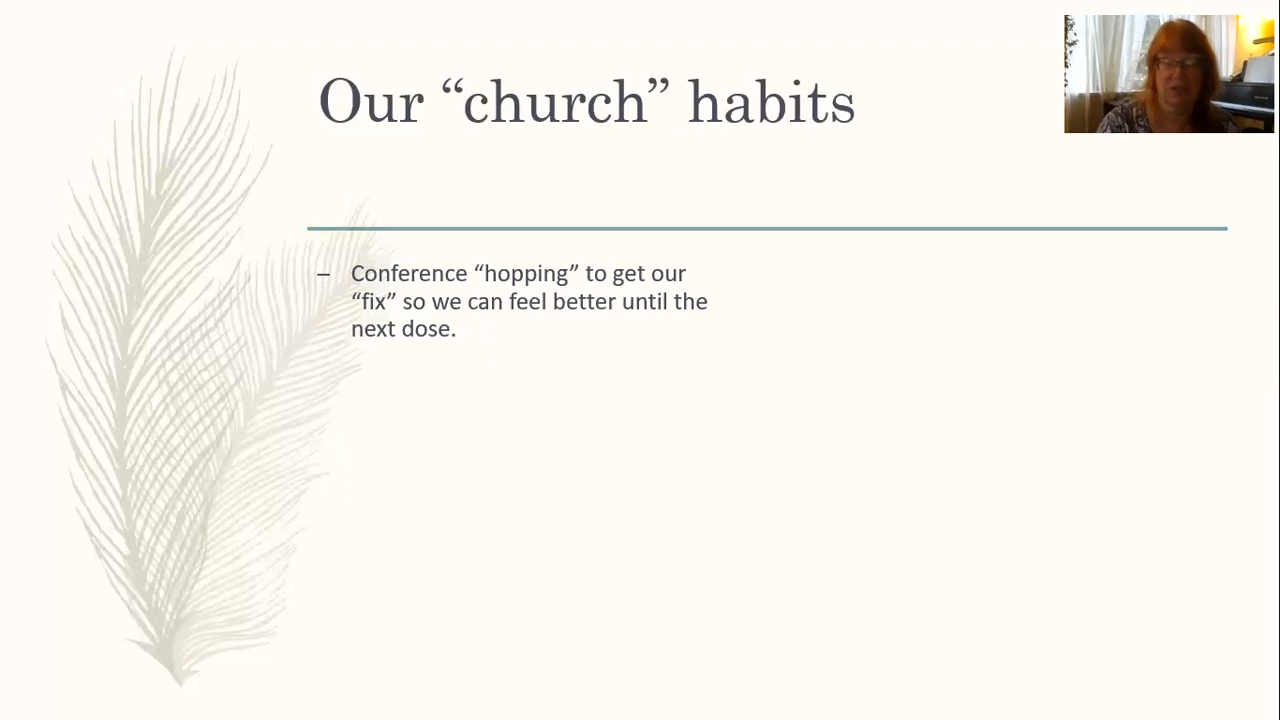 Our “church” habits
– Conference “hopping” to get our
“fix” so we can feel better until the
next dose.